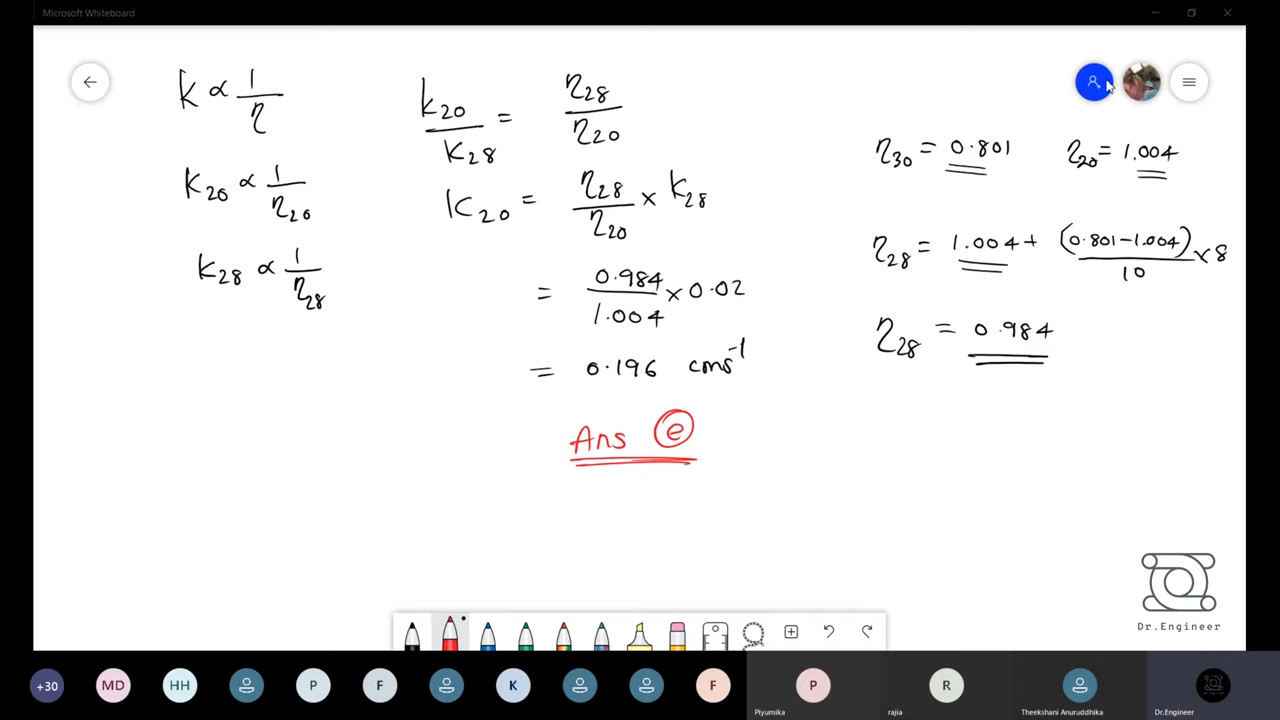 Microsoft Whiteboard
k ∝ 1/η
k20 ∝ 1/η20
k28 ∝ 1/η28
k20/k28 = η28/η20
k20 = η28/η20 × k28
= 0.984/1.004 × 0.02
= 0.196 cms⁻¹
Ans ⓔ
η30 = 0.801 η20 = 1.004
η28 = 1.004 + (0.801-1.004)/10 × 8
η28 = 0.984
Dr.Engineer
+30 MD HH P F K F P R
Piyumika rajia Theekshani Anuruddhika Dr.Engineer